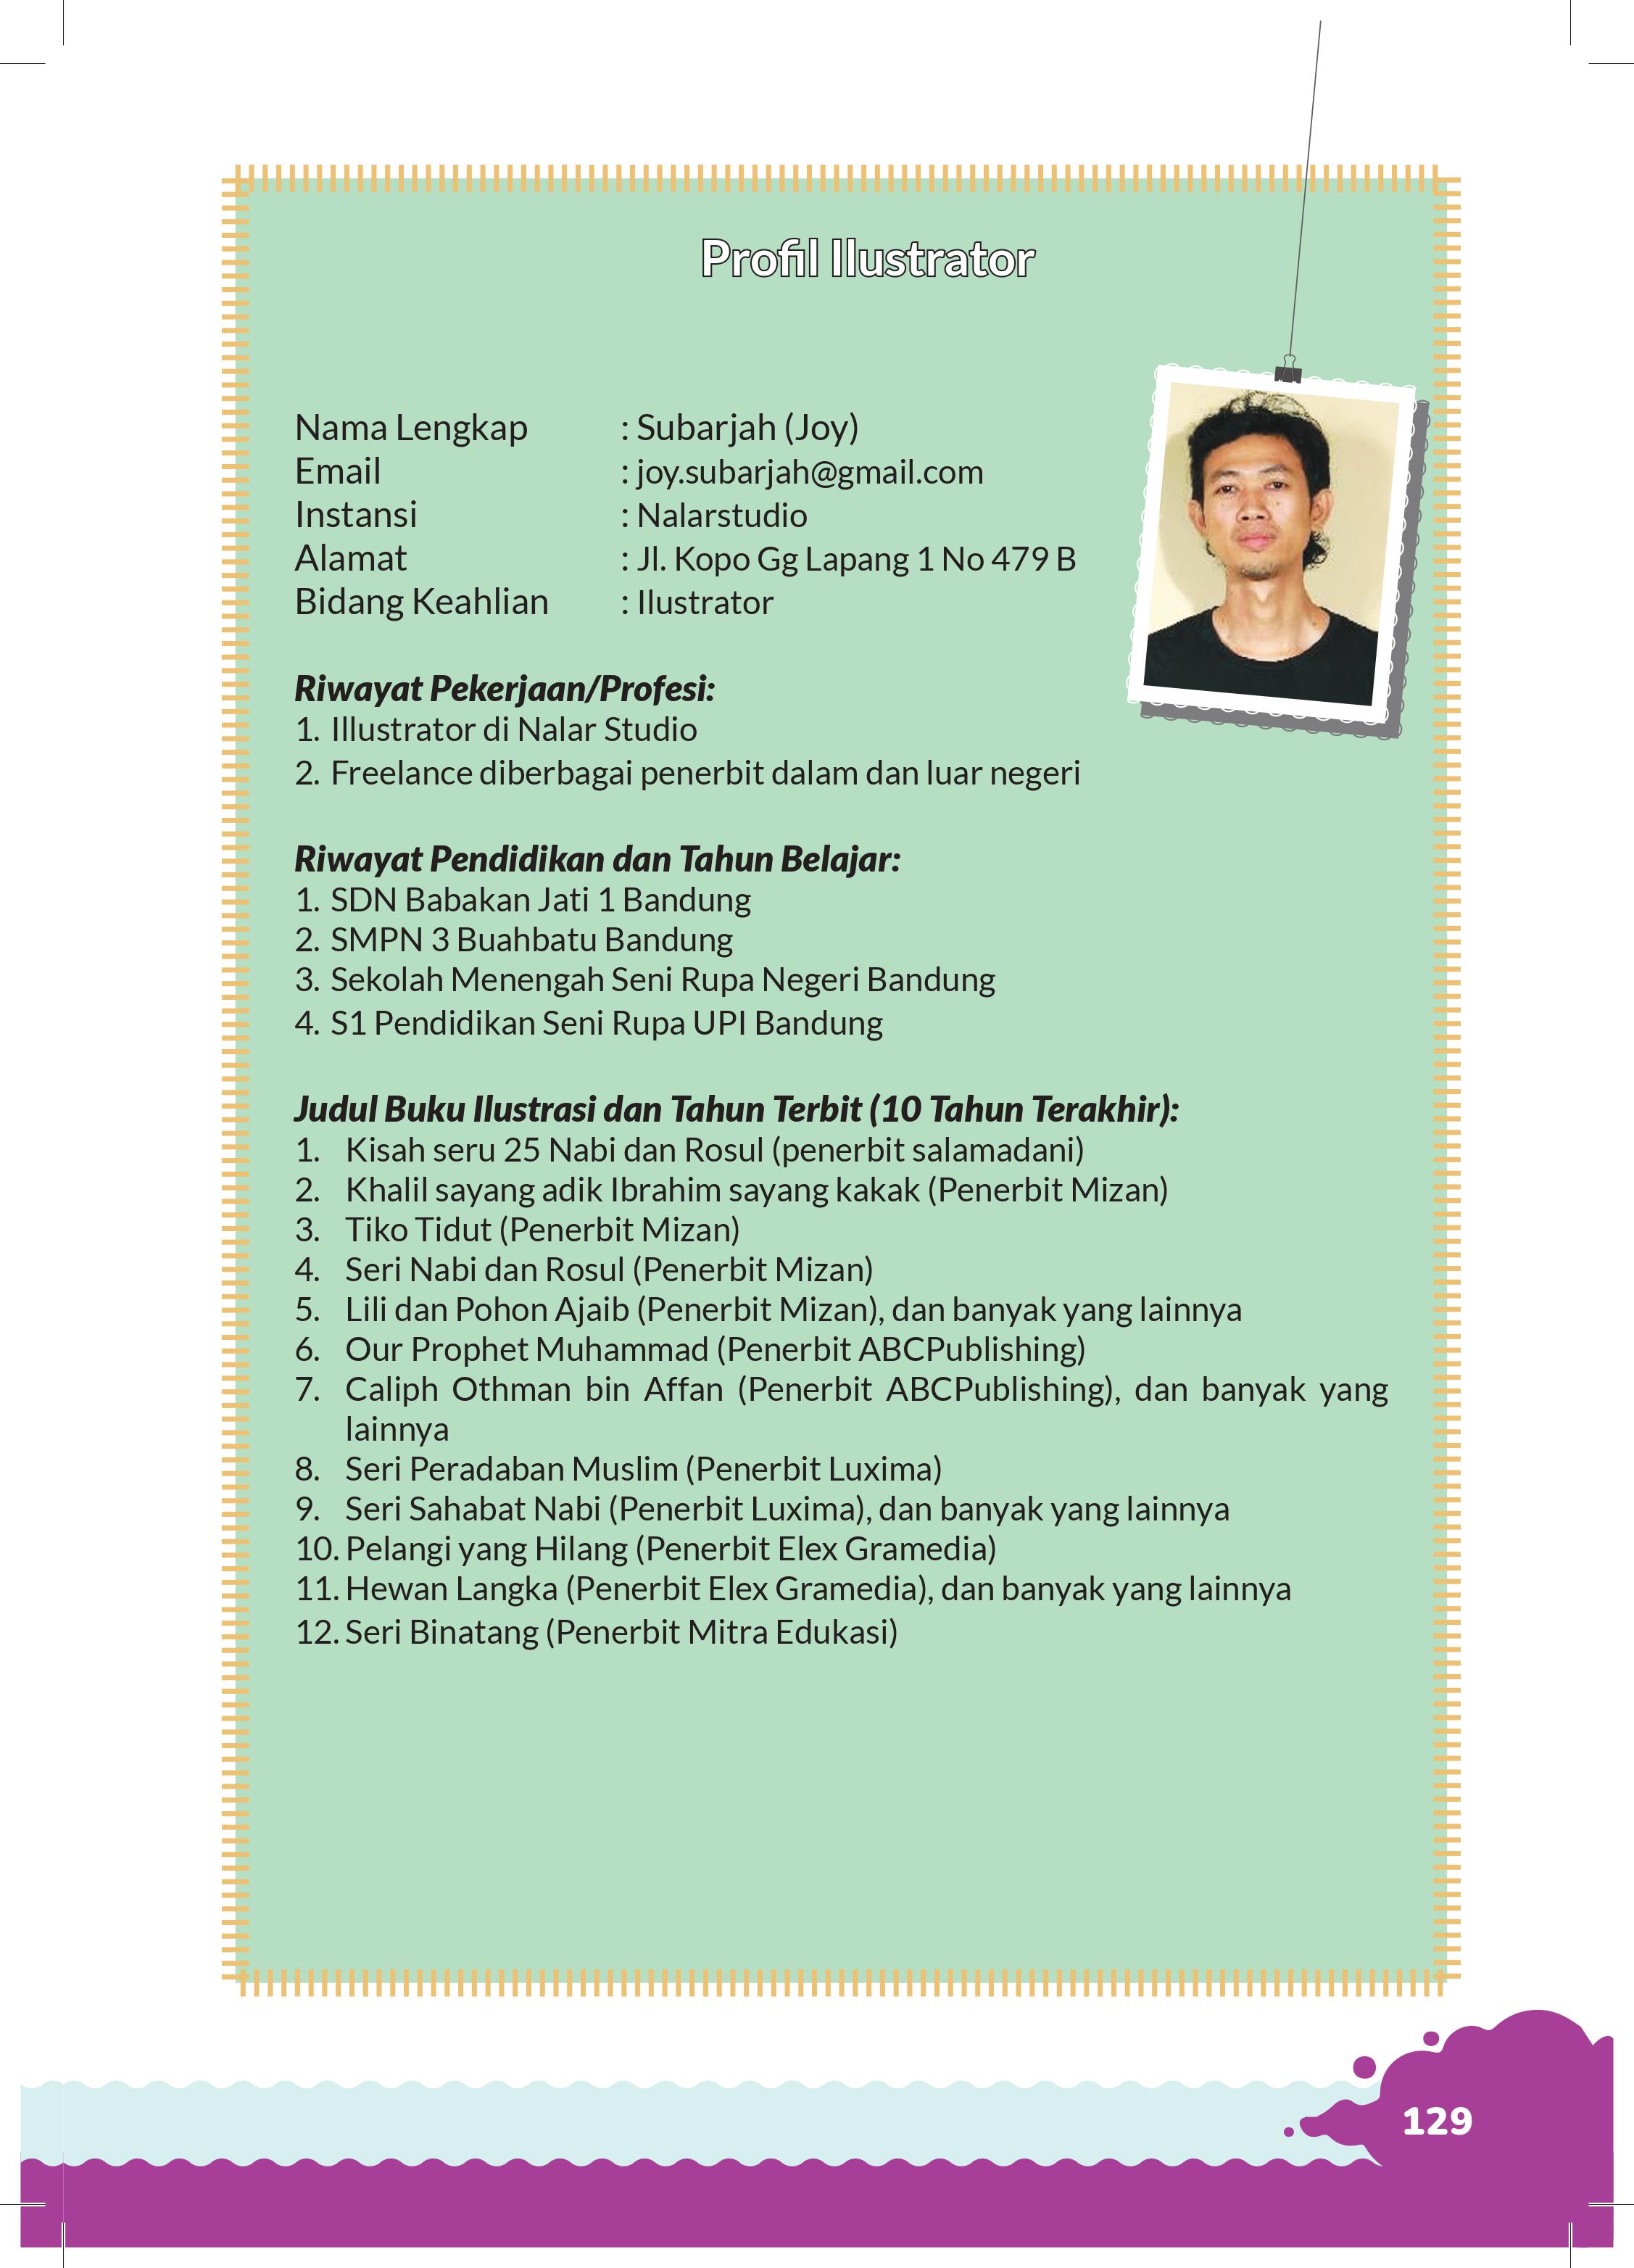 Profil Ilustrator
Nama Lengkap : Subarjah (Joy)
Email : joy.subarjah@gmail.com
Instansi : Nalarstudio
Alamat : Jl. Kopo Gg Lapang 1 No 479 B
Bidang Keahlian : Ilustrator
Riwayat Pekerjaan/Profesi:
1. Illustrator di Nalar Studio
2. Freelance diberbagai penerbit dalam dan luar negeri
Riwayat Pendidikan dan Tahun Belajar:
1. SDN Babakan Jati 1 Bandung
2. SMPN 3 Buahbatu Bandung
3. Sekolah Menengah Seni Rupa Negeri Bandung
4. S1 Pendidikan Seni Rupa UPI Bandung
Judul Buku Ilustrasi dan Tahun Terbit (10 Tahun Terakhir):
1. Kisah seru 25 Nabi dan Rosul (penerbit salamadani)
2. Khalil sayang adik Ibrahim sayang kakak (Penerbit Mizan)
3. Tiko Tidut (Penerbit Mizan)
4. Seri Nabi dan Rosul (Penerbit Mizan)
5. Lili dan Pohon Ajaib (Penerbit Mizan), dan banyak yang lainnya
6. Our Prophet Muhammad (Penerbit ABCPublishing)
7. Caliph Othman bin Affan (Penerbit ABCPublishing), dan banyak yang
lainnya
8. Seri Peradaban Muslim (Penerbit Luxima)
9. Seri Sahabat Nabi (Penerbit Luxima), dan banyak yang lainnya
10. Pelangi yang Hilang (Penerbit Elex Gramedia)
11. Hewan Langka (Penerbit Elex Gramedia), dan banyak yang lainnya
12. Seri Binatang (Penerbit Mitra Edukasi)
129